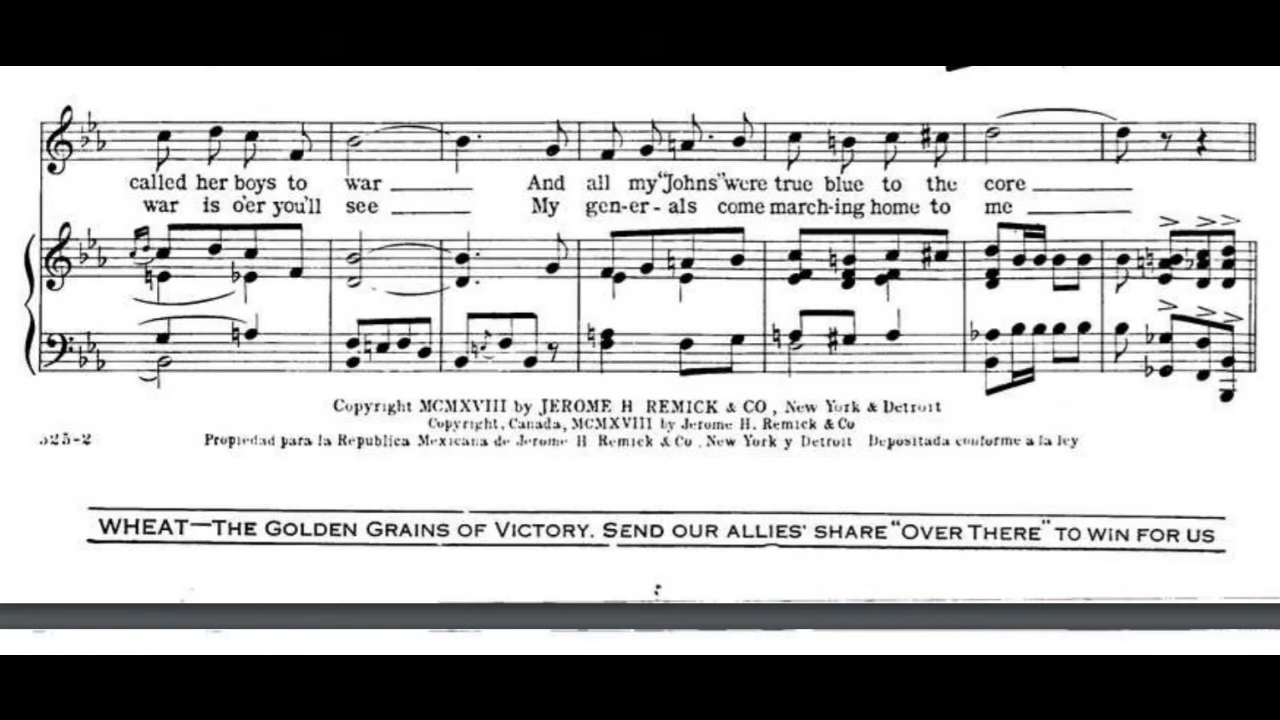 called her boys to war And all my "Johns" were true blue to the core
war is o'er you'll see My gen-er-als come march-ing home to me
Copyright MCMXVIII by JEROME H REMICK & CO, New York & Detroit
Copyright, Canada, MCMXVIII by Jerome H. Remick & Co
525-2 Propiedad para la Republica Mexicana de Jerome H Remick & Co, New York y Detroit Depositada conforme a la ley
WHEAT—THE GOLDEN GRAINS OF VICTORY. SEND OUR ALLIES' SHARE "OVER THERE" TO WIN FOR US